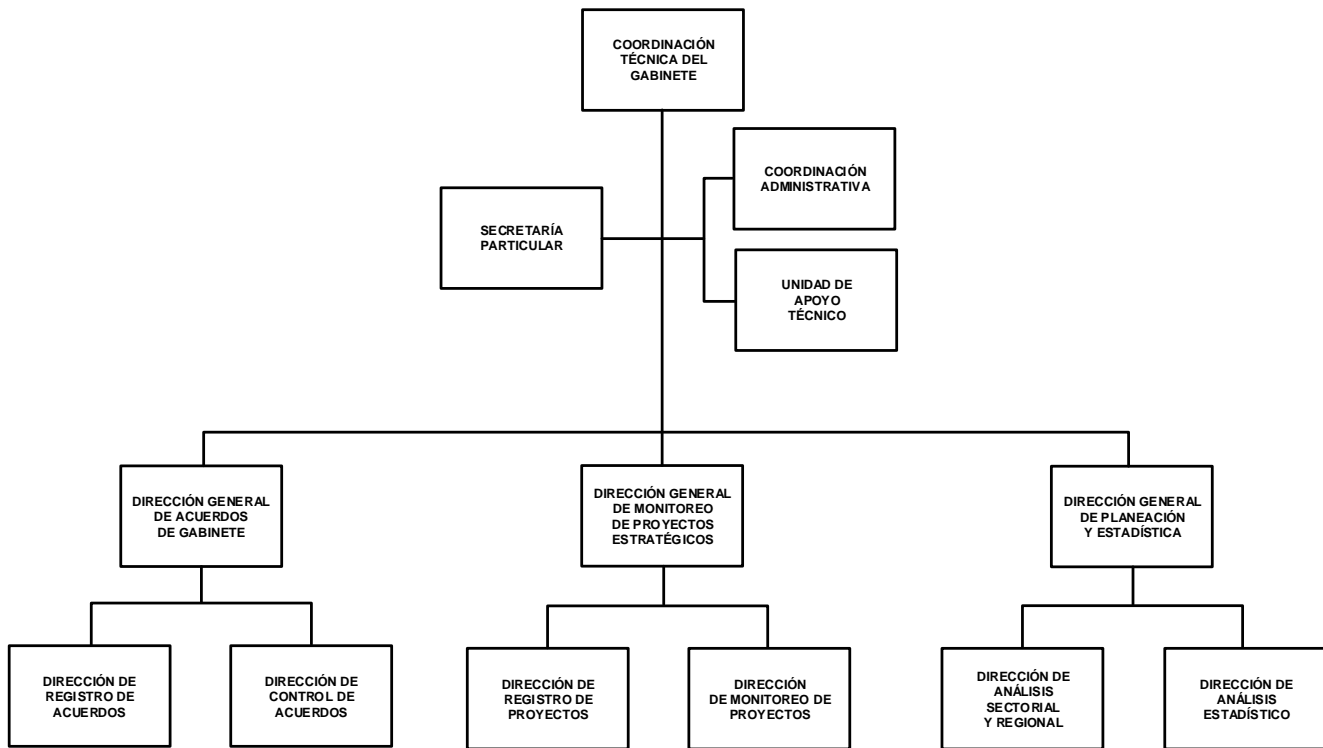 COORDINACIÓN
TÉCNICA DEL
GABINETE
COORDINACIÓN
ADMINISTRATIVA
SECRETARÍA
PARTICULAR
UNIDAD DE
APOYO
TÉCNICO
DIRECCIÓN GENERAL
DE ACUERDOS
DE GABINETE
DIRECCIÓN GENERAL
DE MONITOREO
DE PROYECTOS
ESTRATÉGICOS
DIRECCIÓN GENERAL
DE PLANEACIÓN
Y ESTADÍSTICA
DIRECCIÓN DE
REGISTRO DE
ACUERDOS
DIRECCIÓN DE
CONTROL DE
ACUERDOS
DIRECCIÓN DE
REGISTRO DE
PROYECTOS
DIRECCIÓN
DE MONITOREO DE
PROYECTOS
DIRECCIÓN DE
ANÁLISIS
SECTORIAL
Y REGIONAL
DIRECCIÓN DE
ANÁLISIS
ESTADÍSTICO